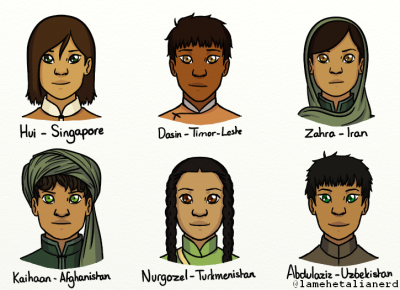 Hui - Singapore
Dasin - Timor-Leste
Zahra - Iran
Kaihaan - Afghanistan
Nurgozel - Turkmenistan
Abdulaziz - Uzbekistan
@lamehetalianerd